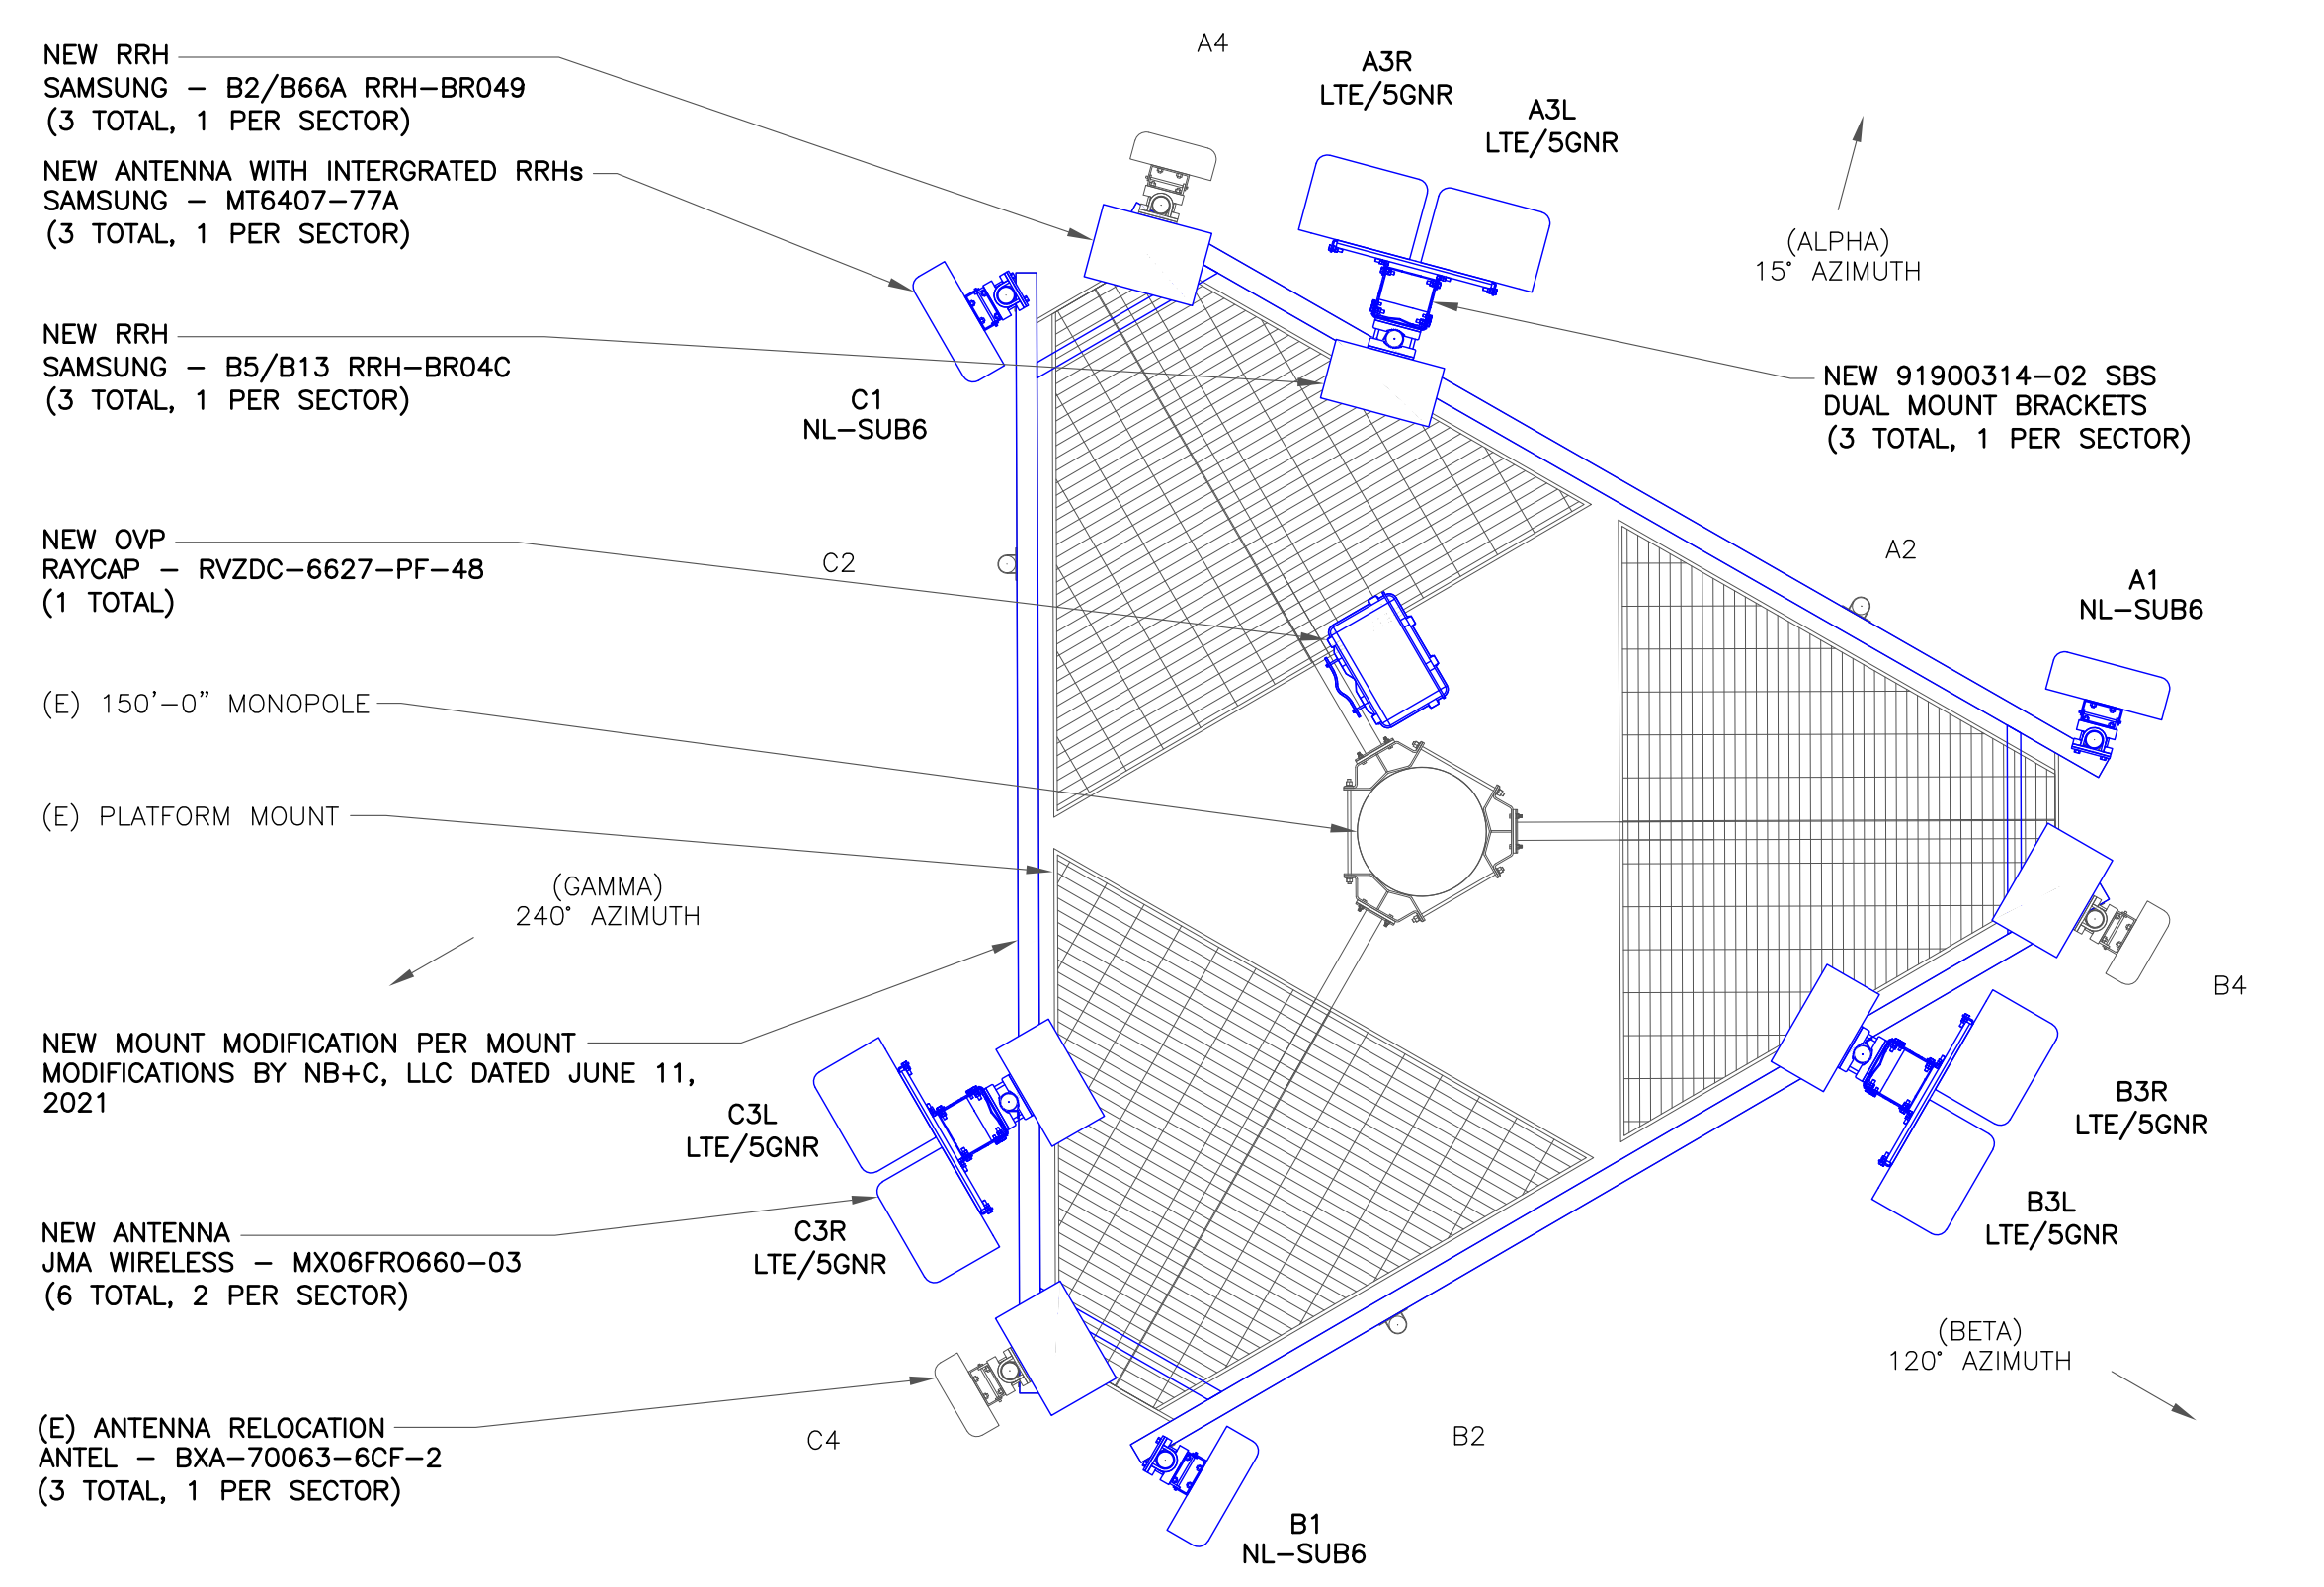 NEW RRH
SAMSUNG - B2/B66A RRH-BR049
(3 TOTAL, 1 PER SECTOR)
NEW ANTENNA WITH INTERGRATED RRHs
SAMSUNG - MT6407-77A
(3 TOTAL, 1 PER SECTOR)
NEW RRH
SAMSUNG - B5/B13 RRH-BR04C
(3 TOTAL, 1 PER SECTOR)
NEW OVP
RAYCAP - RVZDC-6627-PF-48
(1 TOTAL)
(E) 150'-0" MONOPOLE
(E) PLATFORM MOUNT
(GAMMA)
240° AZIMUTH
NEW MOUNT MODIFICATION PER MOUNT
MODIFICATIONS BY NB+C, LLC DATED JUNE 11,
2021
NEW ANTENNA
JMA WIRELESS - MX06FRO660-03
(6 TOTAL, 2 PER SECTOR)
(E) ANTENNA RELOCATION
ANTEL - BXA-70063-6CF-2
(3 TOTAL, 1 PER SECTOR)
A4
A3R
LTE/5GNR
A3L
LTE/5GNR
(ALPHA)
15° AZIMUTH
NEW 91900314-02 SBS
DUAL MOUNT BRACKETS
(3 TOTAL, 1 PER SECTOR)
C1
NL-SUB6
C2
A2
A1
NL-SUB6
B4
B3R
LTE/5GNR
B3L
LTE/5GNR
C3L
LTE/5GNR
C3R
LTE/5GNR
(BETA)
120° AZIMUTH
C4
B2
B1
NL-SUB6